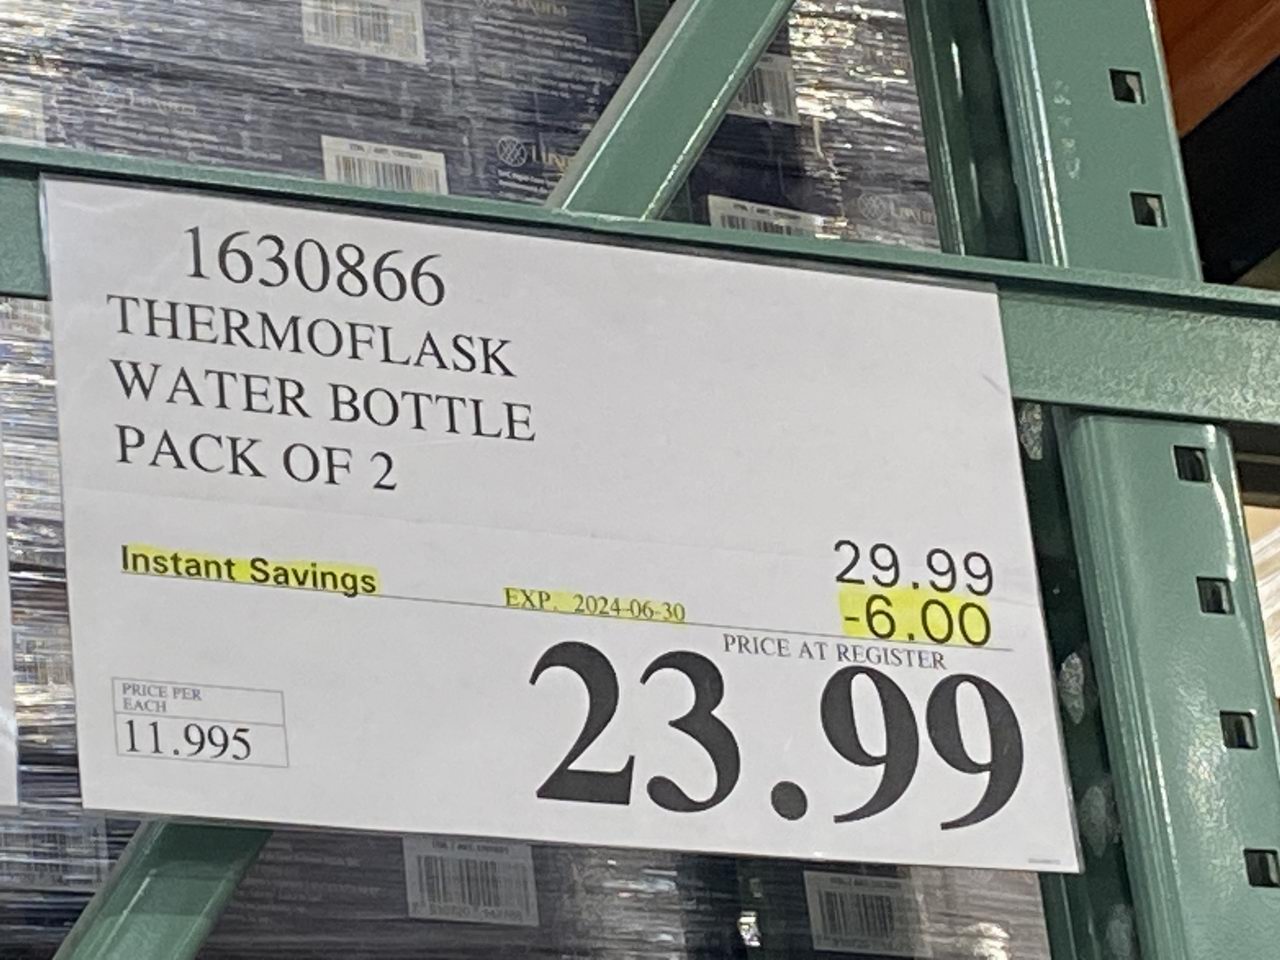 1630866
THERMOFLASK
WATER BOTTLE
PACK OF 2
29.99
Instant Savings EXP. 2024-06-30 -6.00
PRICE AT REGISTER
23.99
PRICE PER
EACH
11.995